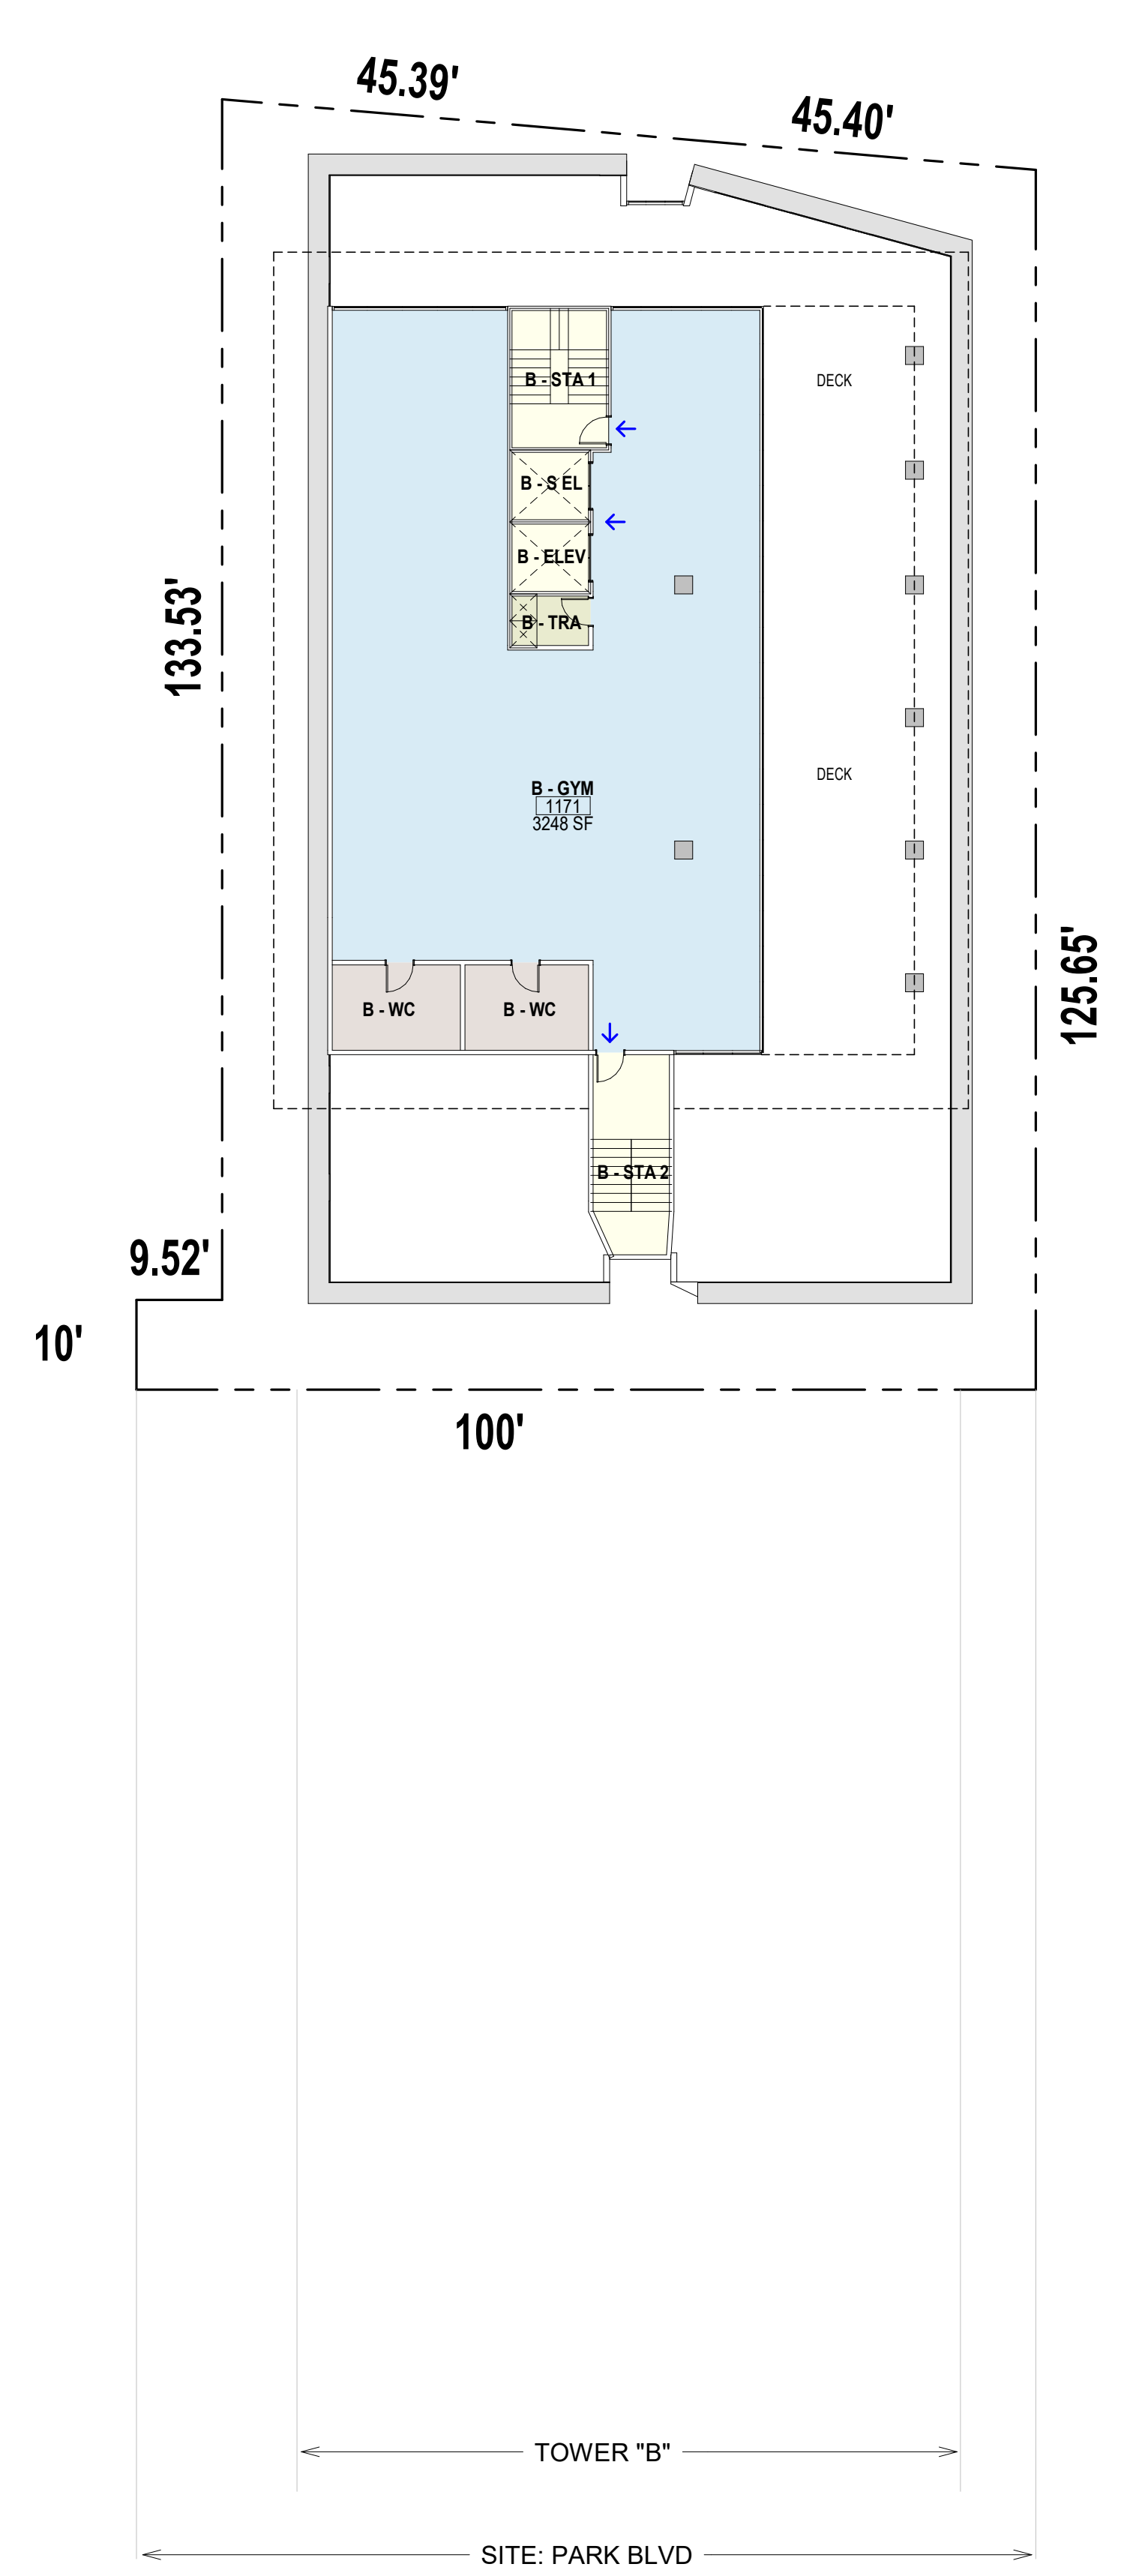 45.39'
45.40'
B - STA 1
DECK
B - S EL
B - ELEV
B - TRA
133.53'
DECK
B - GYM
1171
3248 SF
125.65'
B - WC
B - WC
B - STA 2
9.52'
10'
100'
TOWER "B"
SITE: PARK BLVD